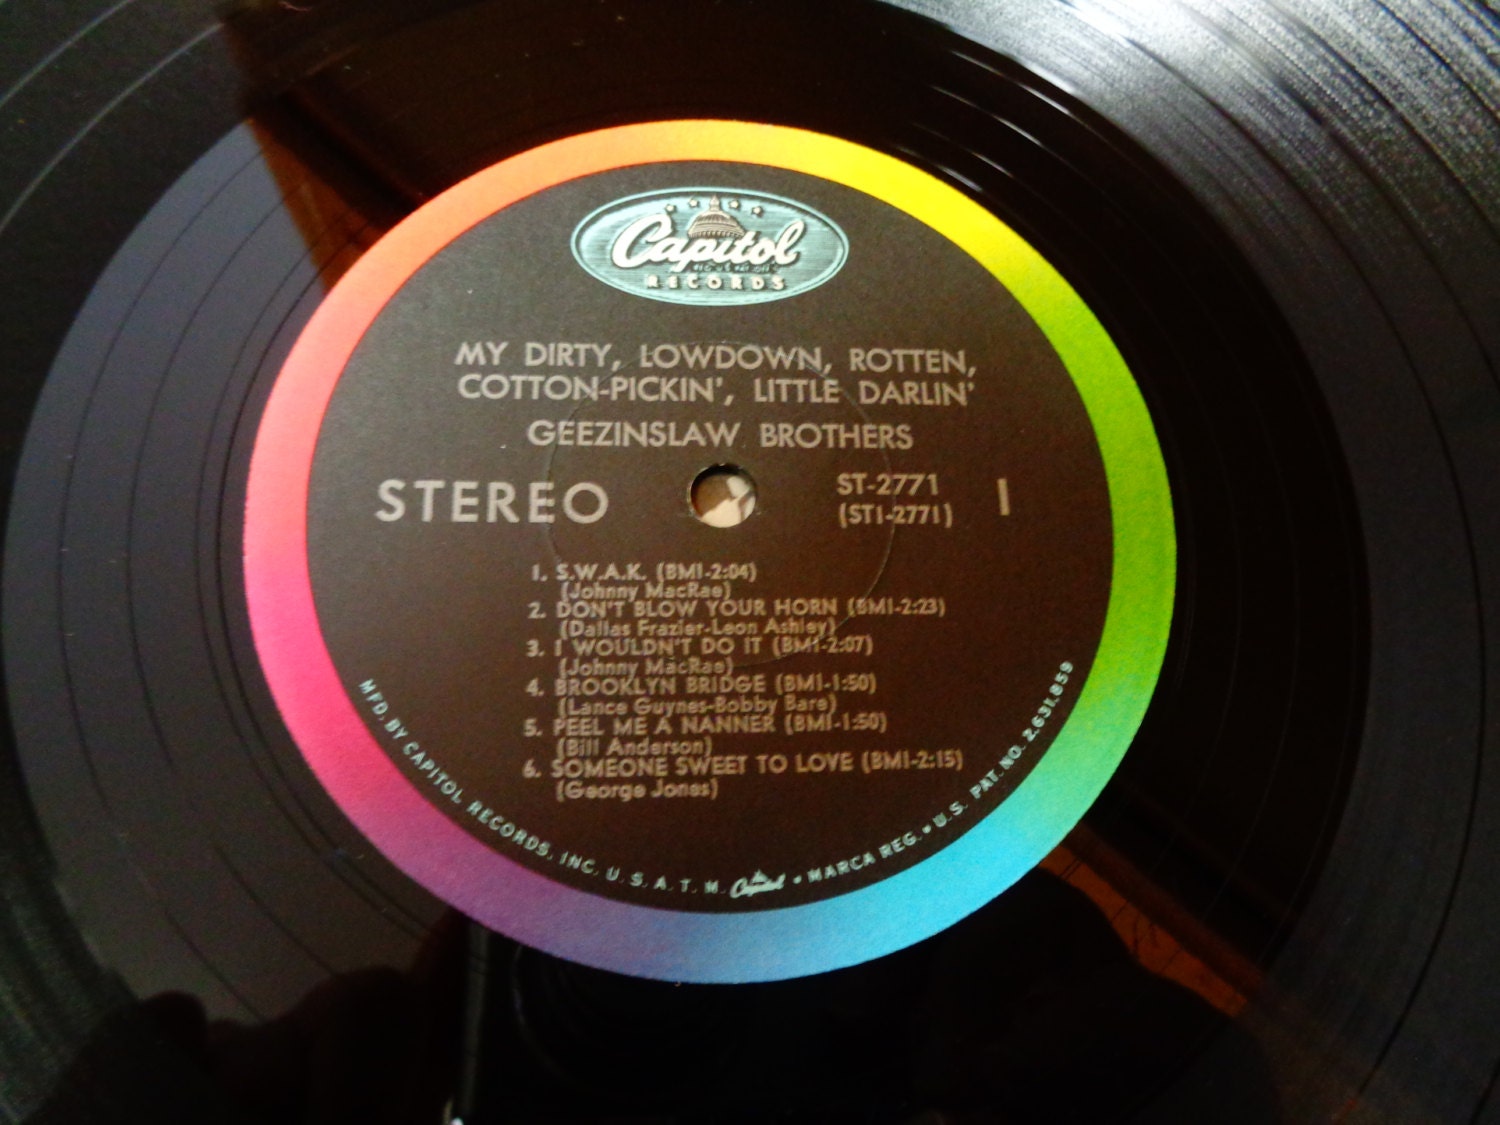 Capitol
RECORDS
MY DIRTY, LOWDOWN, ROTTEN,
COTTON-PICKIN', LITTLE DARLIN'
GEEZINSLAW BROTHERS
STEREO
ST-2771
(ST1-2771)
1
1. S.W.A.K. (BMI-2:04)
(Johnny MacRae)
2. DON'T BLOW YOUR HORN (BMI-2:23)
(Dallas Frazier-Leon Ashley)
3. I WOULDN'T DO IT (BMI-2:07)
(Johnny MacRae)
4. BROOKLYN BRIDGE (BMI-1:50)
(Lance Guynes-Bobby Bare)
5. PEEL ME A NANNER (BMI-1:50)
(Bill Anderson)
6. SOMEONE SWEET TO LOVE (BMI-2:15)
(George Jones)
MFD. BY CAPITOL RECORDS, INC. U.S.A. T.M. Capitol • MARCA REG. • U.S. PAT. NO. 2,631,859